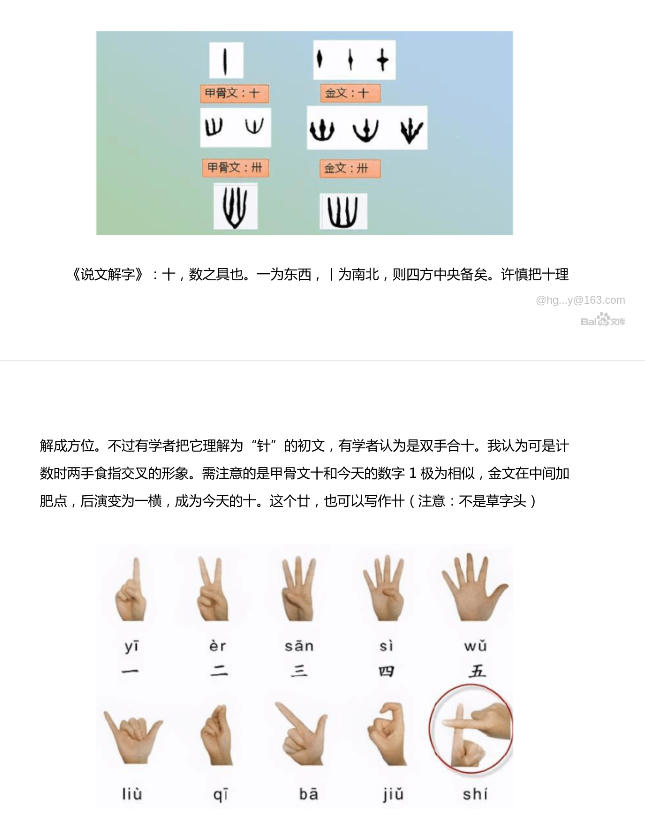 甲骨文：十 金文：十
甲骨文：卅 金文：卅
《说文解字》：十，数之具也。一为东西，丨为南北，则四方中央备矣。许慎把十理
@hg...y@163.com
Bai 文库
解成方位。不过有学者把它理解为“针”的初文，有学者认为是双手合十。我认为可是计
数时两手食指交叉的形象。需注意的是甲骨文十和今天的数字 1 极为相似，金文在中间加
肥点，后演变为一横，成为今天的十。这个廿，也可以写作卄（注意：不是草字头）
yī èr sān sì wǔ
一 二 三 四 五
liù qī bā jiǔ shí